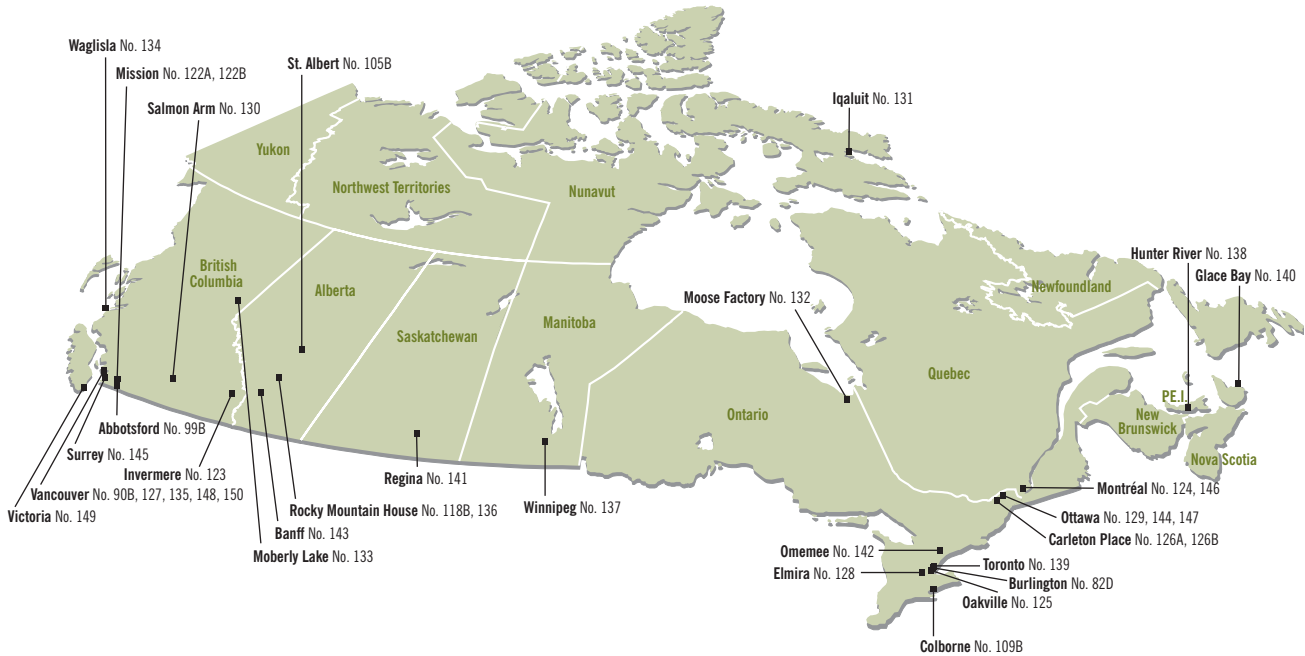 Waglisla No. 134
Mission No. 122A, 122B
St. Albert No. 105B
Salmon Arm No. 130
Iqaluit No. 131
Yukon
Northwest Territories
Nunavut
Hunter River No. 138
British
Columbia
Glace Bay No. 140
Alberta
Newfoundland
Moose Factory No. 132
Manitoba
Saskatchewan
Quebec
PE.I.
Ontario
New
Brunswick
Abbotsford No. 99B
Surrey No. 145
Nova Scotia
Invermere No. 123
Regina No. 141
Montréal No. 124, 146
Vancouver No. 90B, 127, 135, 148, 150
Winnipeg No. 137
Rocky Mountain House No. 118B, 136
Victoria No. 149
Ottawa No. 129, 144, 147
Banff No. 143
Carleton Place No. 126A, 126B
Moberly Lake No. 133
Omemee No. 142
Toronto No. 139
Elmira No. 128
Burlington No. 82D
Oakville No. 125
Colborne No. 109B